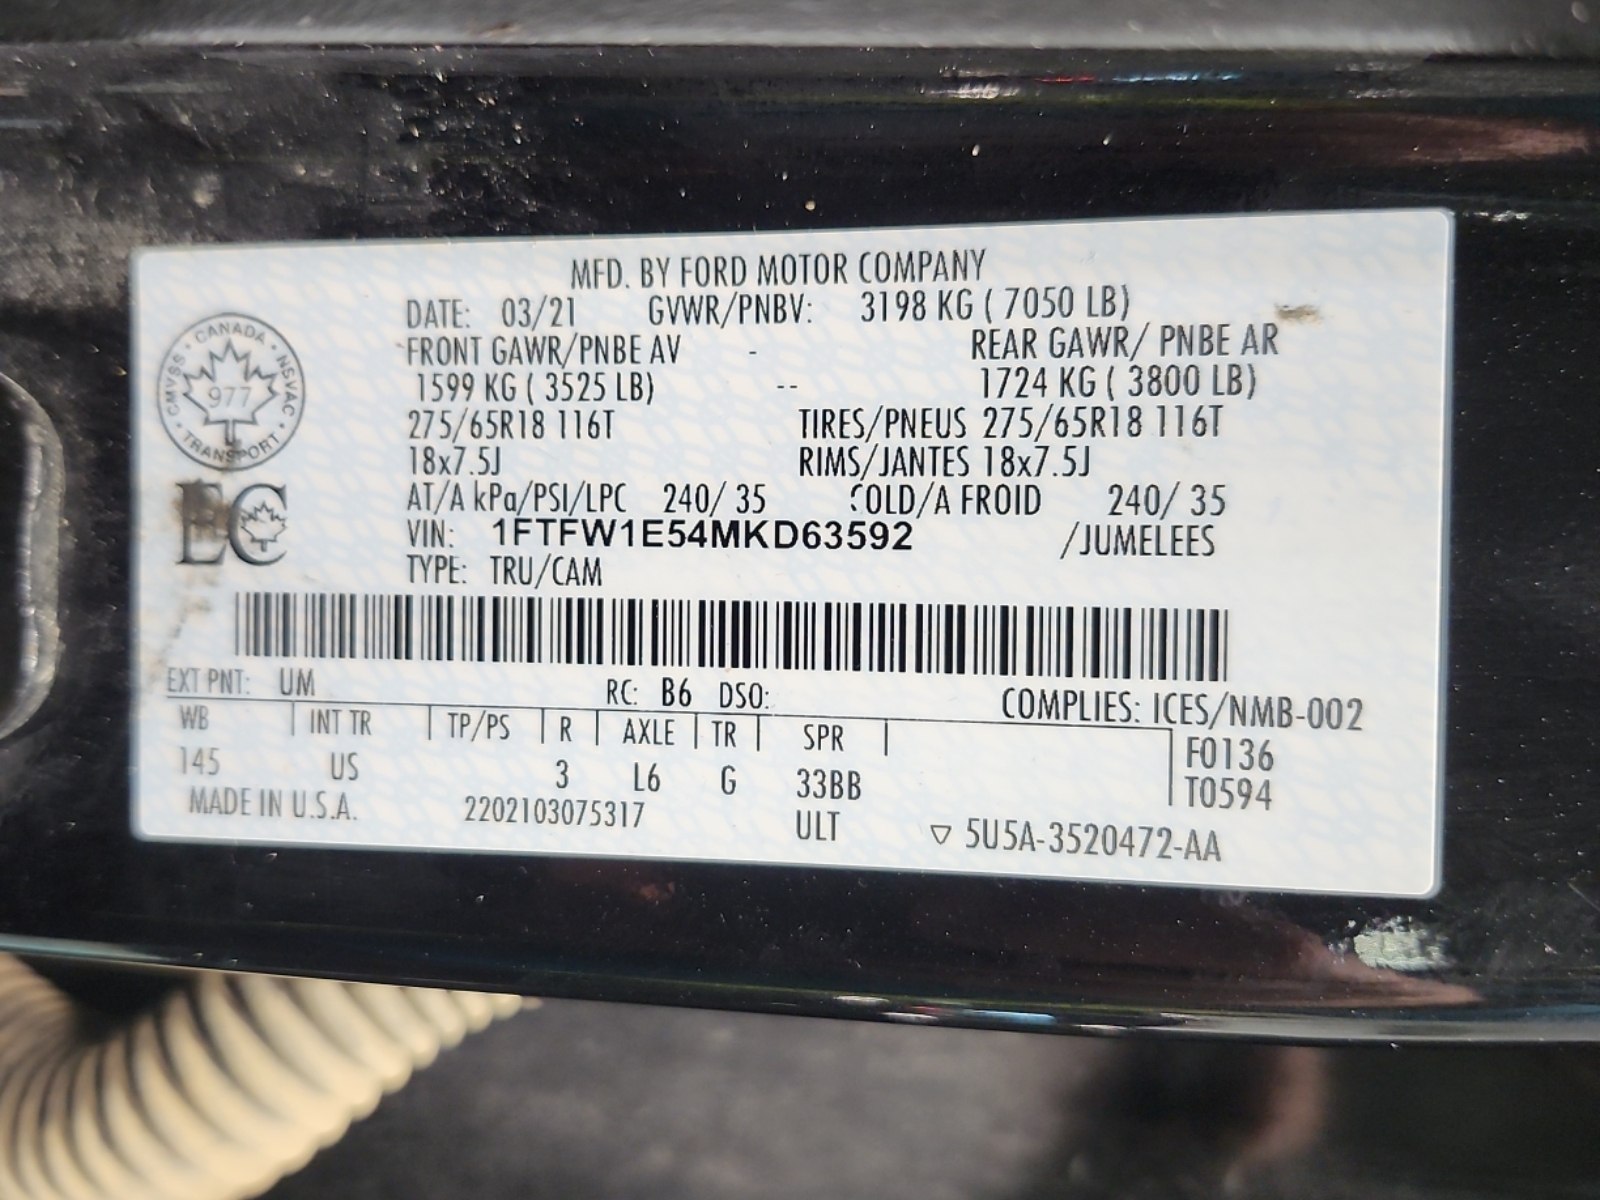 MFD. BY FORD MOTOR COMPANY
DATE: 03/21 GVWR/PNBV: 3198 KG ( 7050 LB)
FRONT GAWR/PNBE AV - REAR GAWR/ PNBE AR
1599 KG ( 3525 LB) -- 1724 KG ( 3800 LB)
275/65R18 116T TIRES/PNEUS 275/65R18 116T
18x7.5J RIMS/JANTES 18x7.5J
AT/A kPa/PSI/LPC 240/ 35 COLD/A FROID 240/ 35
VIN: 1FTFW1E54MKD63592 /JUMELEES
TYPE: TRU/CAM
CANADA · NSVAC · TRANSPORT · CMVSS
977
EC
EXT PNT: UM RC: B6 DSO: COMPLIES: ICES/NMB-002
WB | INT TR | TP/PS | R | AXLE | TR | SPR | F0136
145 US 3 L6 G 33BB T0594
MADE IN U.S.A. 2202103075317 ULT ▽ 5U5A-3520472-AA